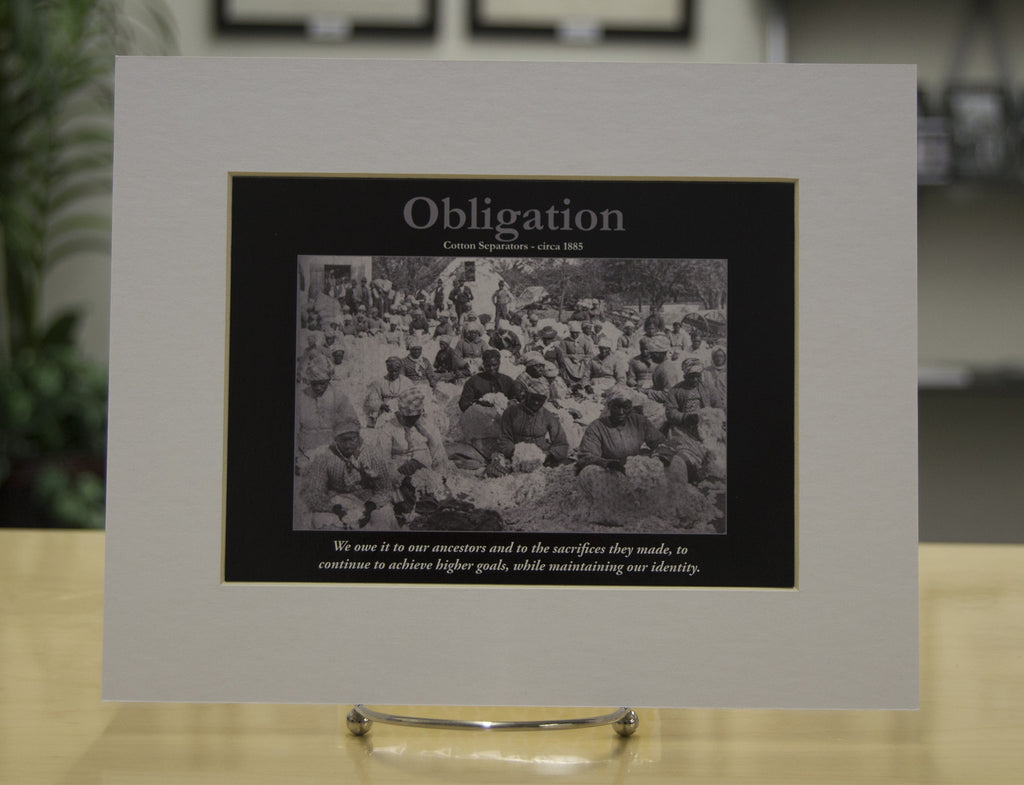 Obligation
Cotton Separators - circa 1885
We owe it to our ancestors and to the sacrifices they made, to
continue to achieve higher goals, while maintaining our identity.